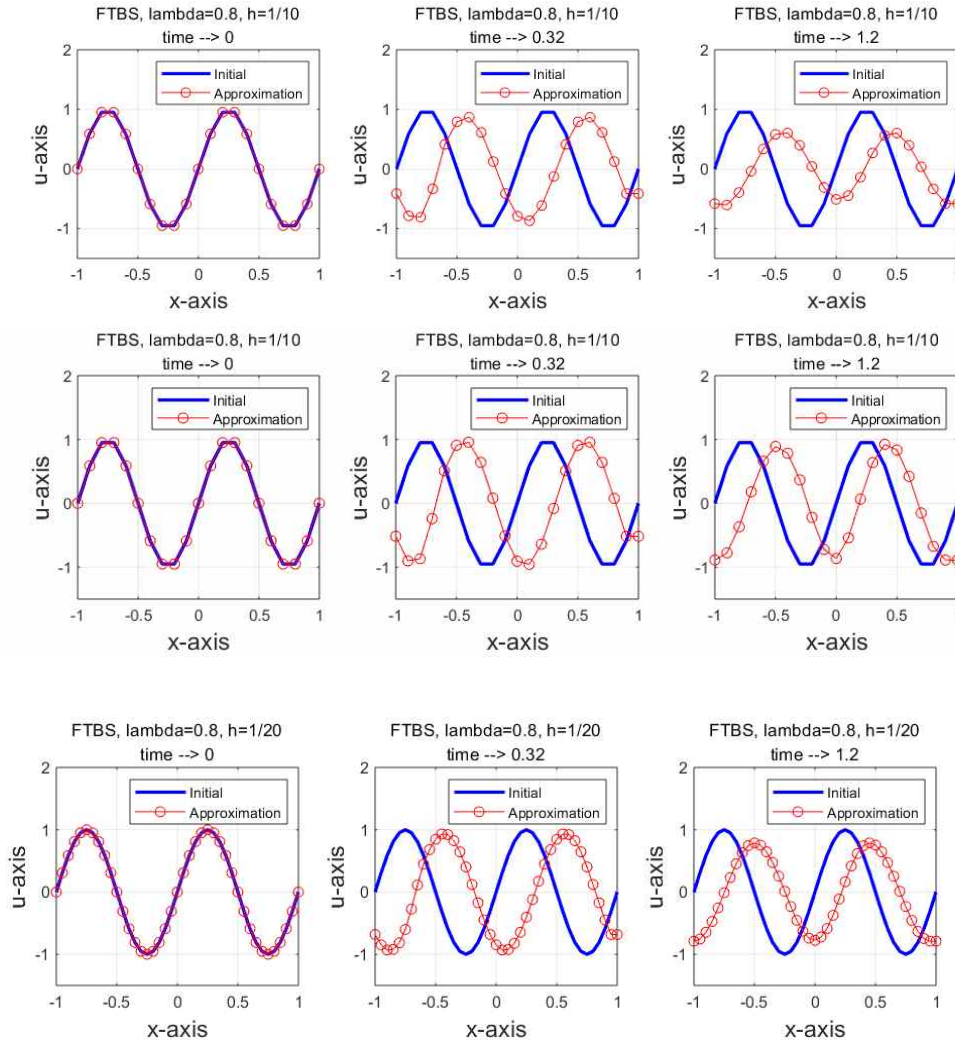 FTBS, lambda=0.8, h=1/10
time --> 0
2
1
0
-1
u-axis
Initial
Approximation
-1
-0.5
0
0.5
1
x-axis
FTBS, lambda=0.8, h=1/10
time --> 0.32
2
1
0
-1
u-axis
Initial
Approximation
-1
-0.5
0
0.5
1
x-axis
FTBS, lambda=0.8, h=1/10
time --> 1.2
2
1
0
-1
u-axis
Initial
Approximation
-1
-0.5
0
0.5
1
x-axis
FTBS, lambda=0.8, h=1/10
time --> 0
2
1
0
-1
u-axis
Initial
Approximation
-1
-0.5
0
0.5
1
x-axis
FTBS, lambda=0.8, h=1/10
time --> 0.32
2
1
0
-1
u-axis
Initial
Approximation
-1
-0.5
0
0.5
1
x-axis
FTBS, lambda=0.8, h=1/10
time --> 1.2
2
1
0
-1
u-axis
Initial
Approximation
-1
-0.5
0
0.5
1
x-axis
FTBS, lambda=0.8, h=1/20
time --> 0
2
1
0
-1
u-axis
Initial
Approximation
-1
-0.5
0
0.5
1
x-axis
FTBS, lambda=0.8, h=1/20
time --> 0.32
2
1
0
-1
u-axis
Initial
Approximation
-1
-0.5
0
0.5
1
x-axis
FTBS, lambda=0.8, h=1/20
time --> 1.2
2
1
0
-1
u-axis
Initial
Approximation
-1
-0.5
0
0.5
1
x-axis